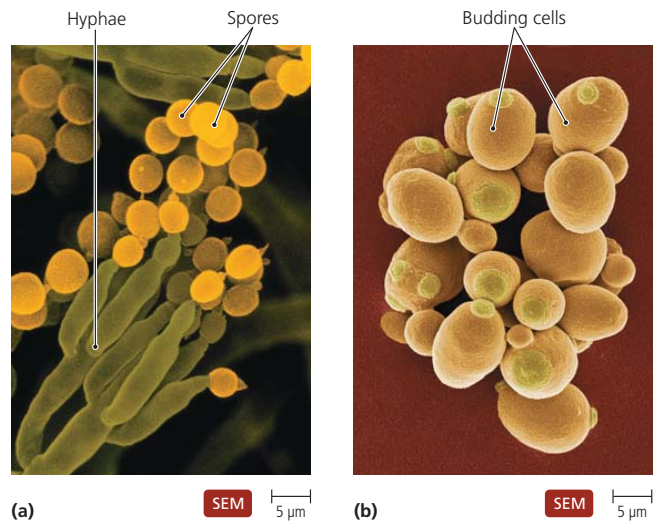 Hyphae
Spores
Budding cells
(a)
SEM
5 µm
(b)
SEM
5 µm